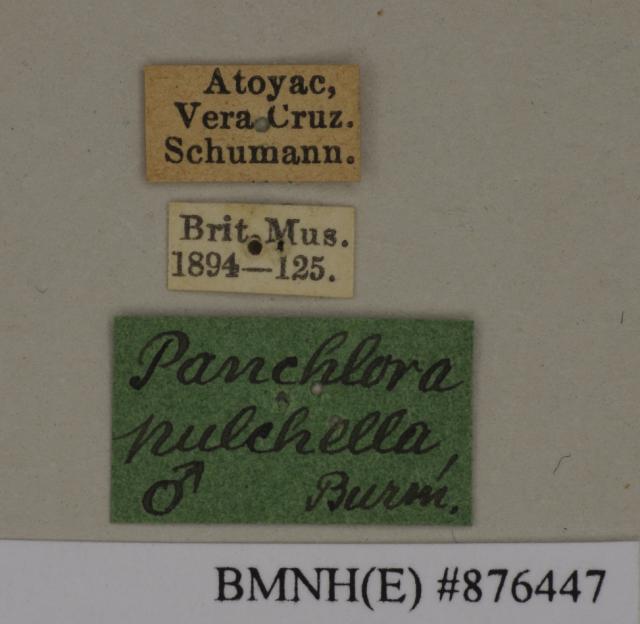 Atoyac,
Vera Cruz.
Schumann.
Brit. Mus.
1894—125.
Panchlora
pulchella,
♂ Burm.
BMNH(E) #876447